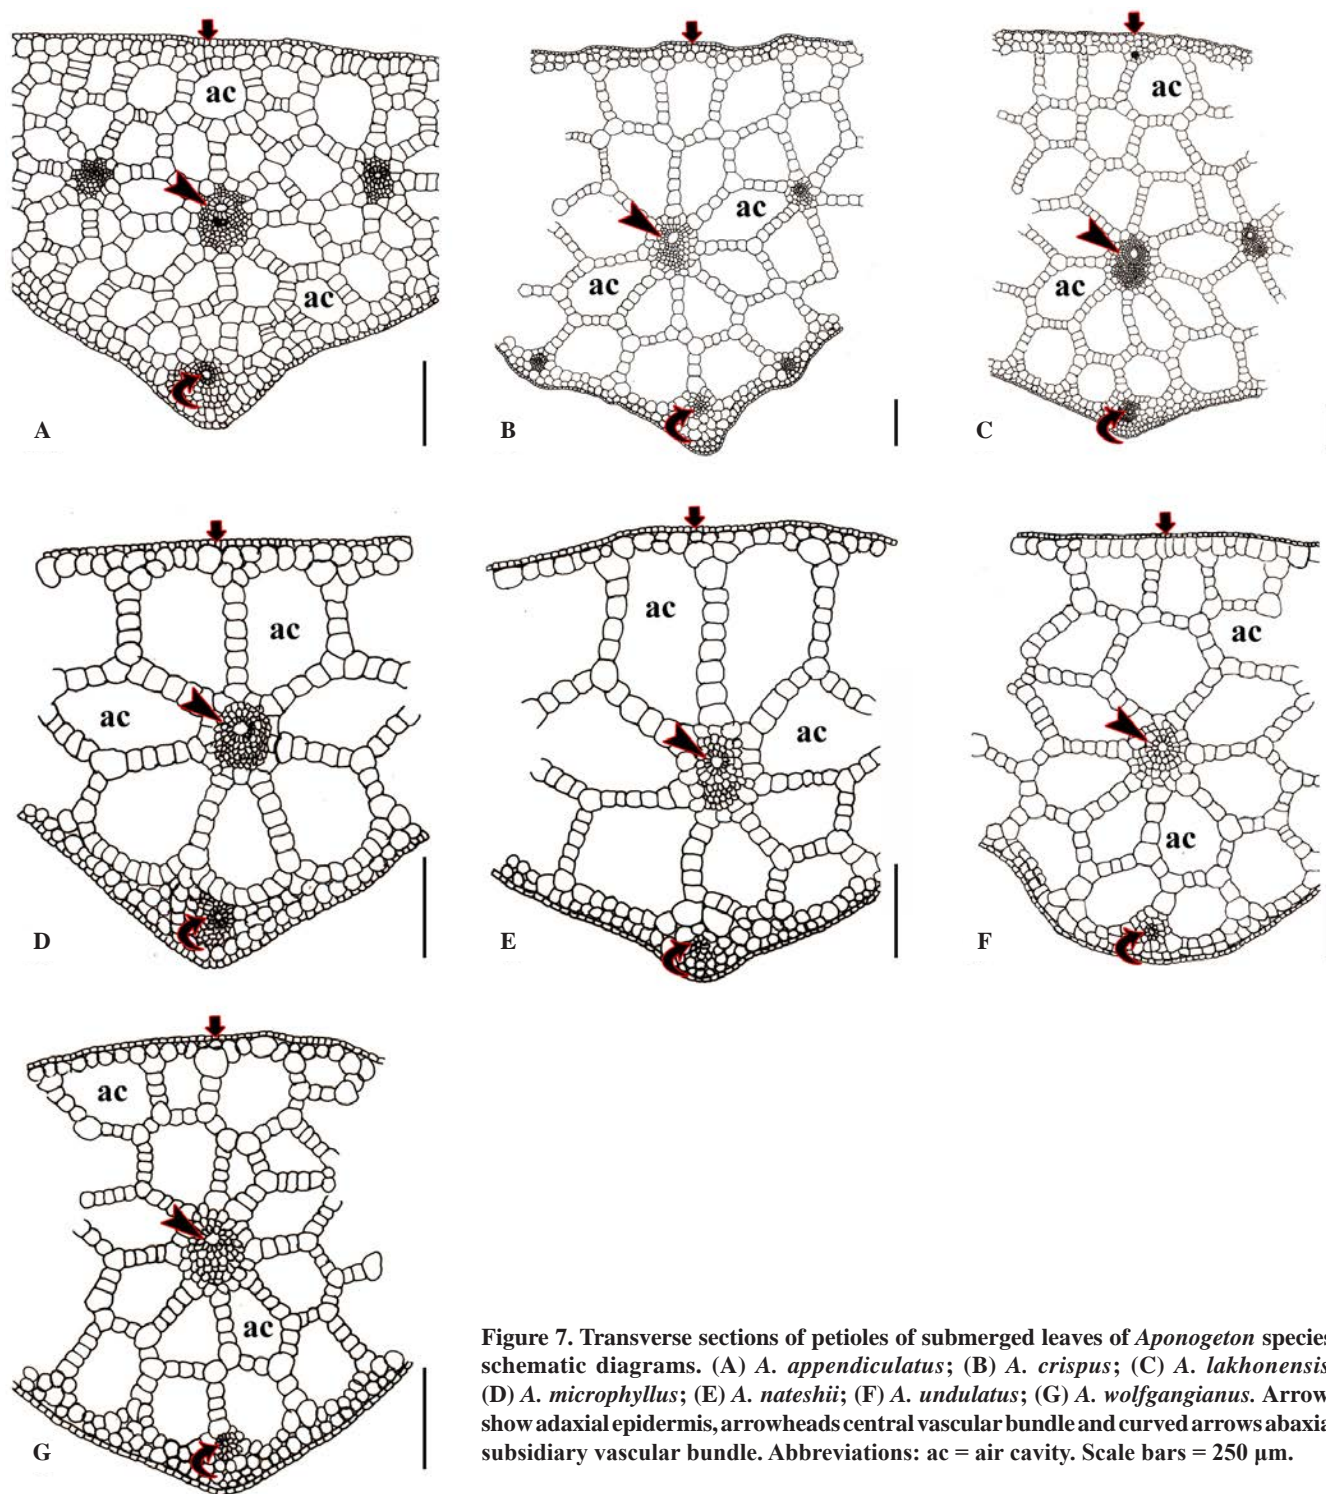 ac
ac
A
ac
ac
B
ac
ac
C
ac
ac
D
ac
ac
E
ac
ac
F
ac
ac
G
Figure 7. Transverse sections of petioles of submerged leaves of Aponogeton species
schematic diagrams. (A) A. appendiculatus; (B) A. crispus; (C) A. lakhonensis
(D) A. microphyllus; (E) A. nateshii; (F) A. undulatus; (G) A. wolfgangianus. Arrow
show adaxial epidermis, arrowheads central vascular bundle and curved arrows abaxia
subsidiary vascular bundle. Abbreviations: ac = air cavity. Scale bars = 250 µm.